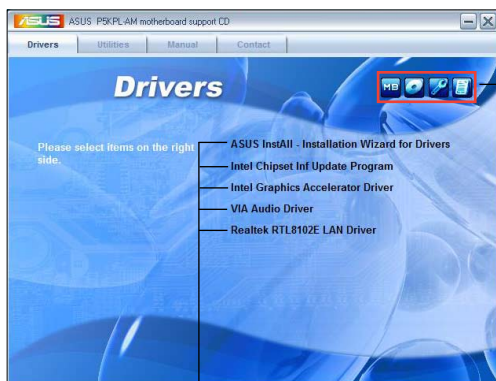 ASUS ASUS P5KPL-AM motherboard support CD
Drivers Utilities Manual Contact
Drivers
MB
Please select items on the right side.
ASUS InstAll - Installation Wizard for Drivers
Intel Chipset Inf Update Program
Intel Graphics Accelerator Driver
VIA Audio Driver
Realtek RTL8102E LAN Driver